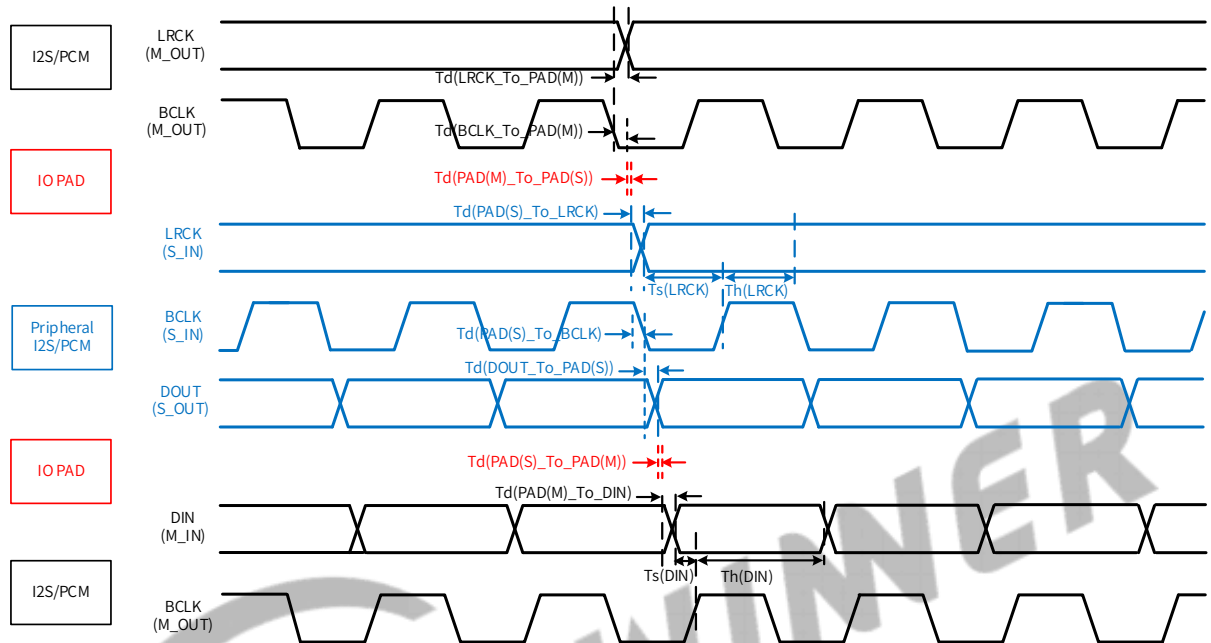 LRCK
(M_OUT)
I2S/PCM
Td(LRCK_To_PAD(M))
BCLK
(M_OUT)
Td(BCLK_To_PAD(M))
IO PAD
Td(PAD(M)_To_PAD(S))
Td(PAD(S)_To_LRCK)
LRCK
(S_IN)
Ts(LRCK)
Th(LRCK)
Pripheral
I2S/PCM
BCLK
(S_IN)
Td(PAD(S)_To_BCLK)
Td(DOUT_To_PAD(S))
DOUT
(S_OUT)
IO PAD
Td(PAD(S)_To_PAD(M))
Td(PAD(M)_To_DIN)
DIN
(M_IN)
Ts(DIN)
Th(DIN)
I2S/PCM
BCLK
(M_OUT)
WINNER